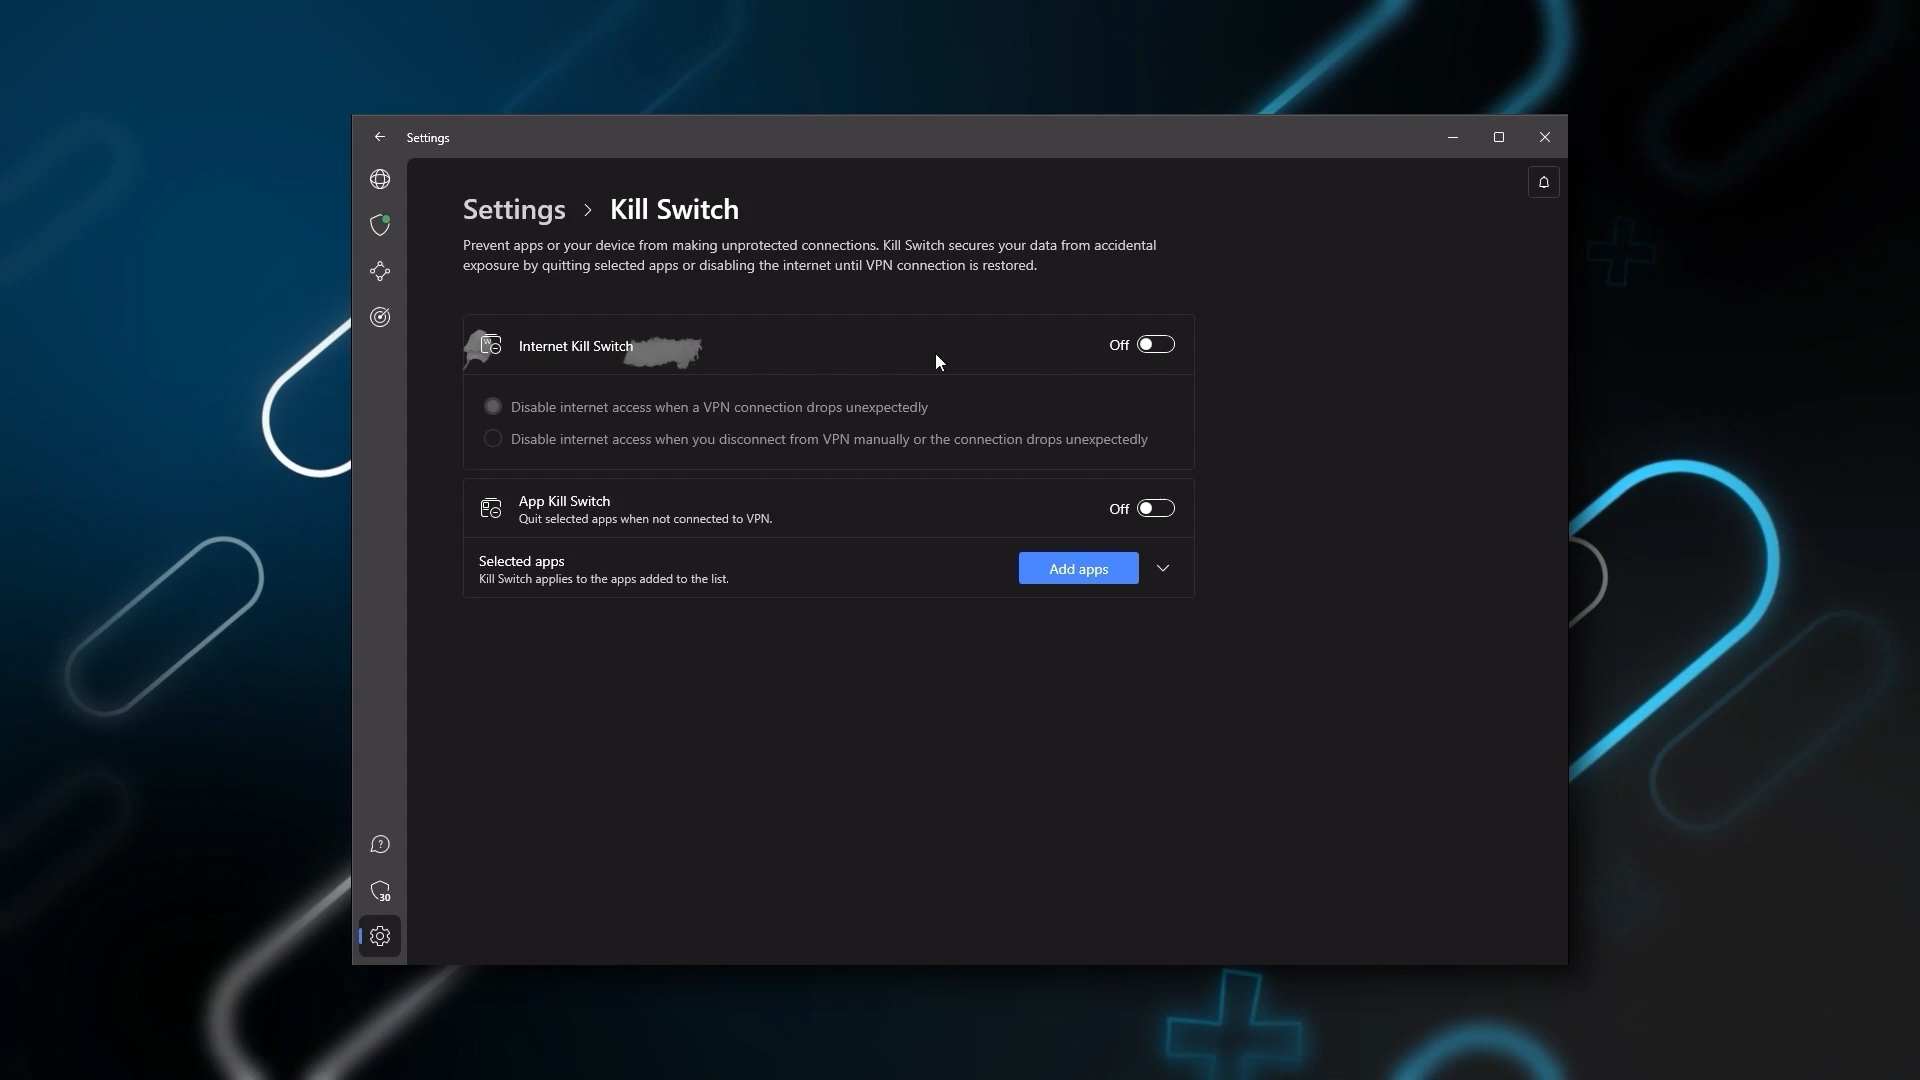 Settings
Settings > Kill Switch
Prevent apps or your device from making unprotected connections. Kill Switch secures your data from accidental
exposure by quitting selected apps or disabling the internet until VPN connection is restored.
Internet Kill Switch
Off
Disable internet access when a VPN connection drops unexpectedly
Disable internet access when you disconnect from VPN manually or the connection drops unexpectedly
App Kill Switch
Quit selected apps when not connected to VPN.
Off
Selected apps
Kill Switch applies to the apps added to the list.
Add apps
30